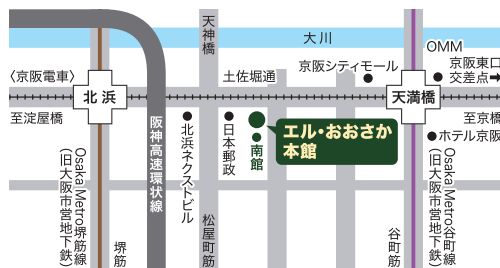 天神橋
大川
OMM
〈京阪電車〉
土佐堀通
京阪シティモール
京阪東口
交差点➡
北浜
天満橋
至淀屋橋
至京橋
阪神高速環状線
●北浜ネクストビル
●日本郵政
●南館
エル・おおさか
本館
●ホテル京阪
Osaka Metro堺筋線
(旧大阪市営地下鉄)
堺筋
松屋町筋
谷町筋
Osaka Metro谷町線
(旧大阪市営地下鉄)